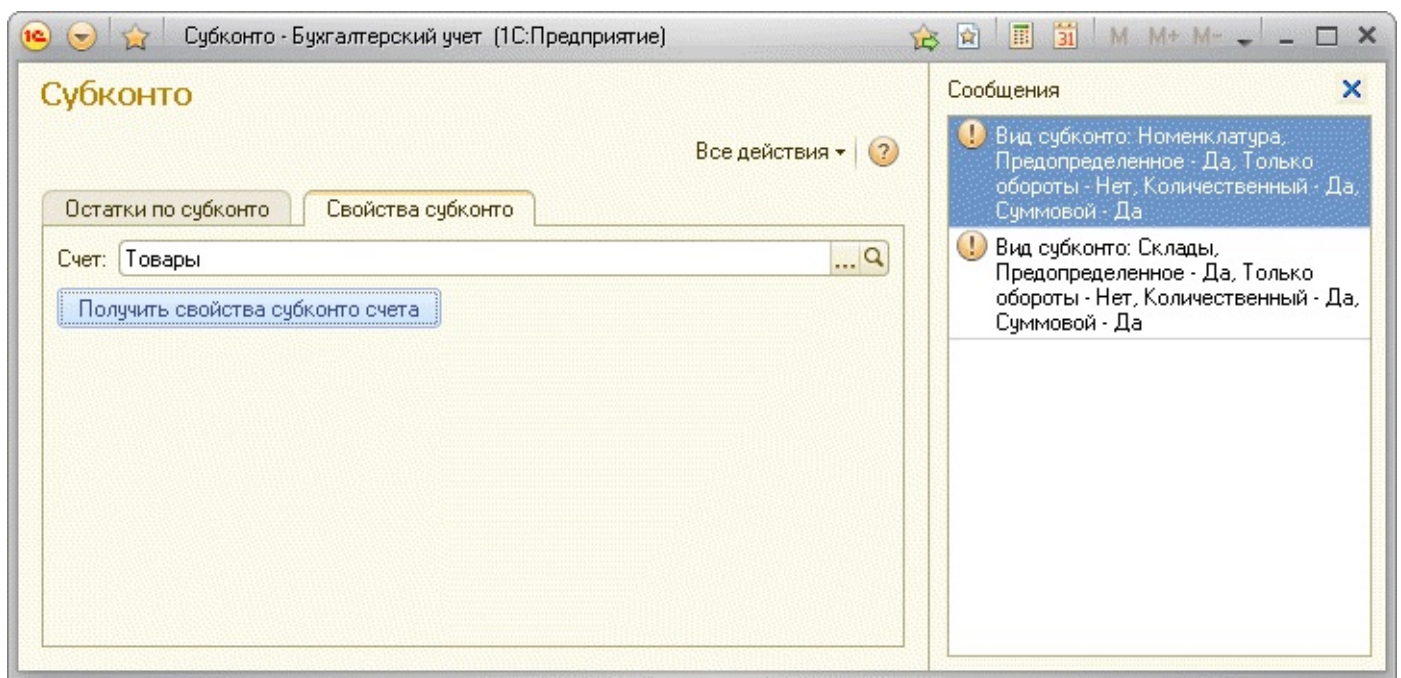 1С Субконто - Бухгалтерский учет (1С:Предприятие) 31 M M+ M-
Субконто
Все действия ?
Остатки по субконто Свойства субконто
Счет: Товары ...
Получить свойства субконто счета
Сообщения
Вид субконто: Номенклатура,
Предопределенное - Да, Только
обороты - Нет, Количественный - Да,
Суммовой - Да
Вид субконто: Склады,
Предопределенное - Да, Только
обороты - Нет, Количественный - Да,
Суммовой - Да